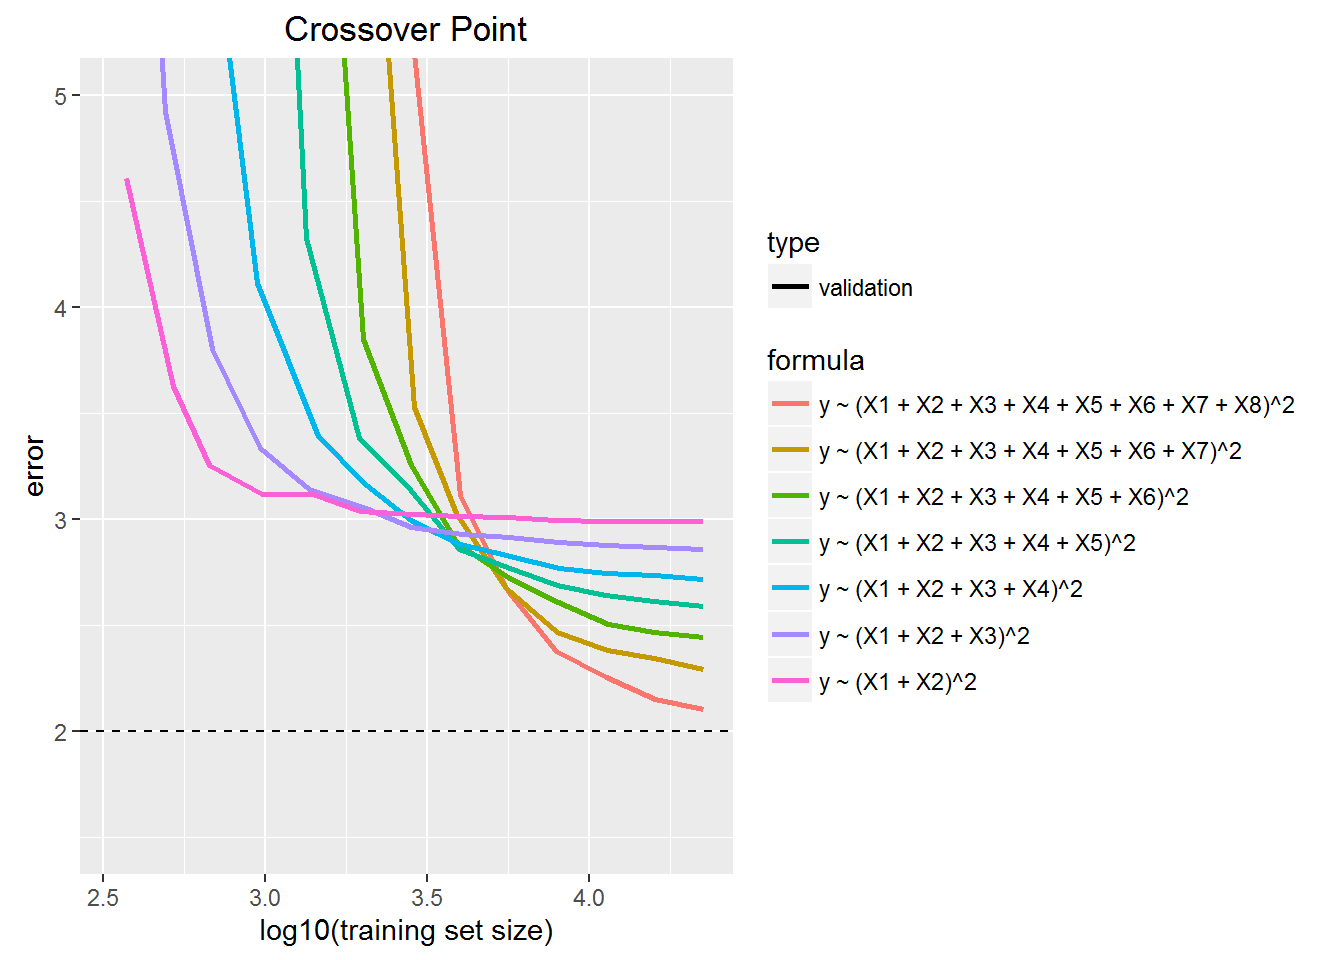 Crossover Point
5
4
3
2
error
2.5
3.0
3.5
4.0
log10(training set size)
type
validation
formula
y ~ (X1 + X2 + X3 + X4 + X5 + X6 + X7 + X8)^2
y ~ (X1 + X2 + X3 + X4 + X5 + X6 + X7)^2
y ~ (X1 + X2 + X3 + X4 + X5 + X6)^2
y ~ (X1 + X2 + X3 + X4 + X5)^2
y ~ (X1 + X2 + X3 + X4)^2
y ~ (X1 + X2 + X3)^2
y ~ (X1 + X2)^2